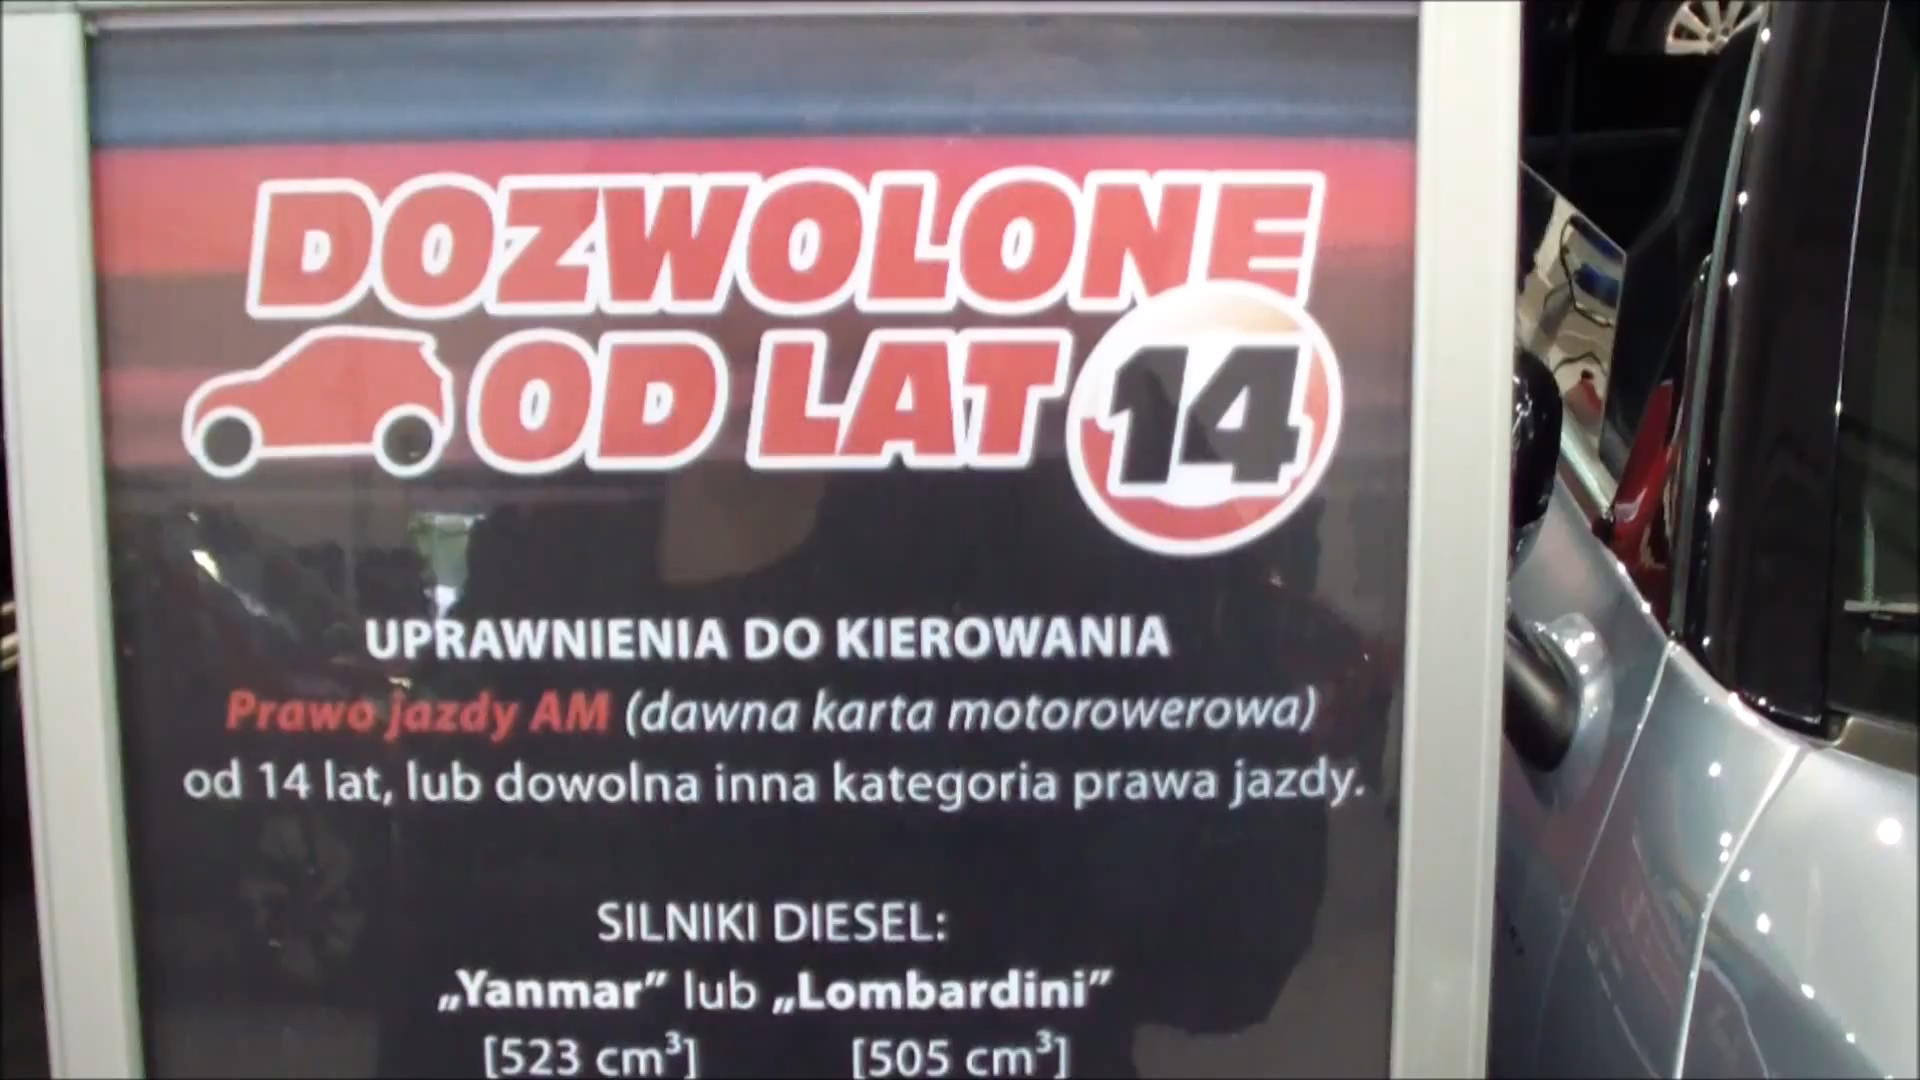 DOZWOLONE
OD LAT 14
UPRAWNIENIA DO KIEROWANIA
Prawo jazdy AM (dawna karta motorowerowa)
od 14 lat, lub dowolna inna kategoria prawa jazdy.
SILNIKI DIESEL:
„Yanmar” lub „Lombardini”
[523 cm³] [505 cm³]